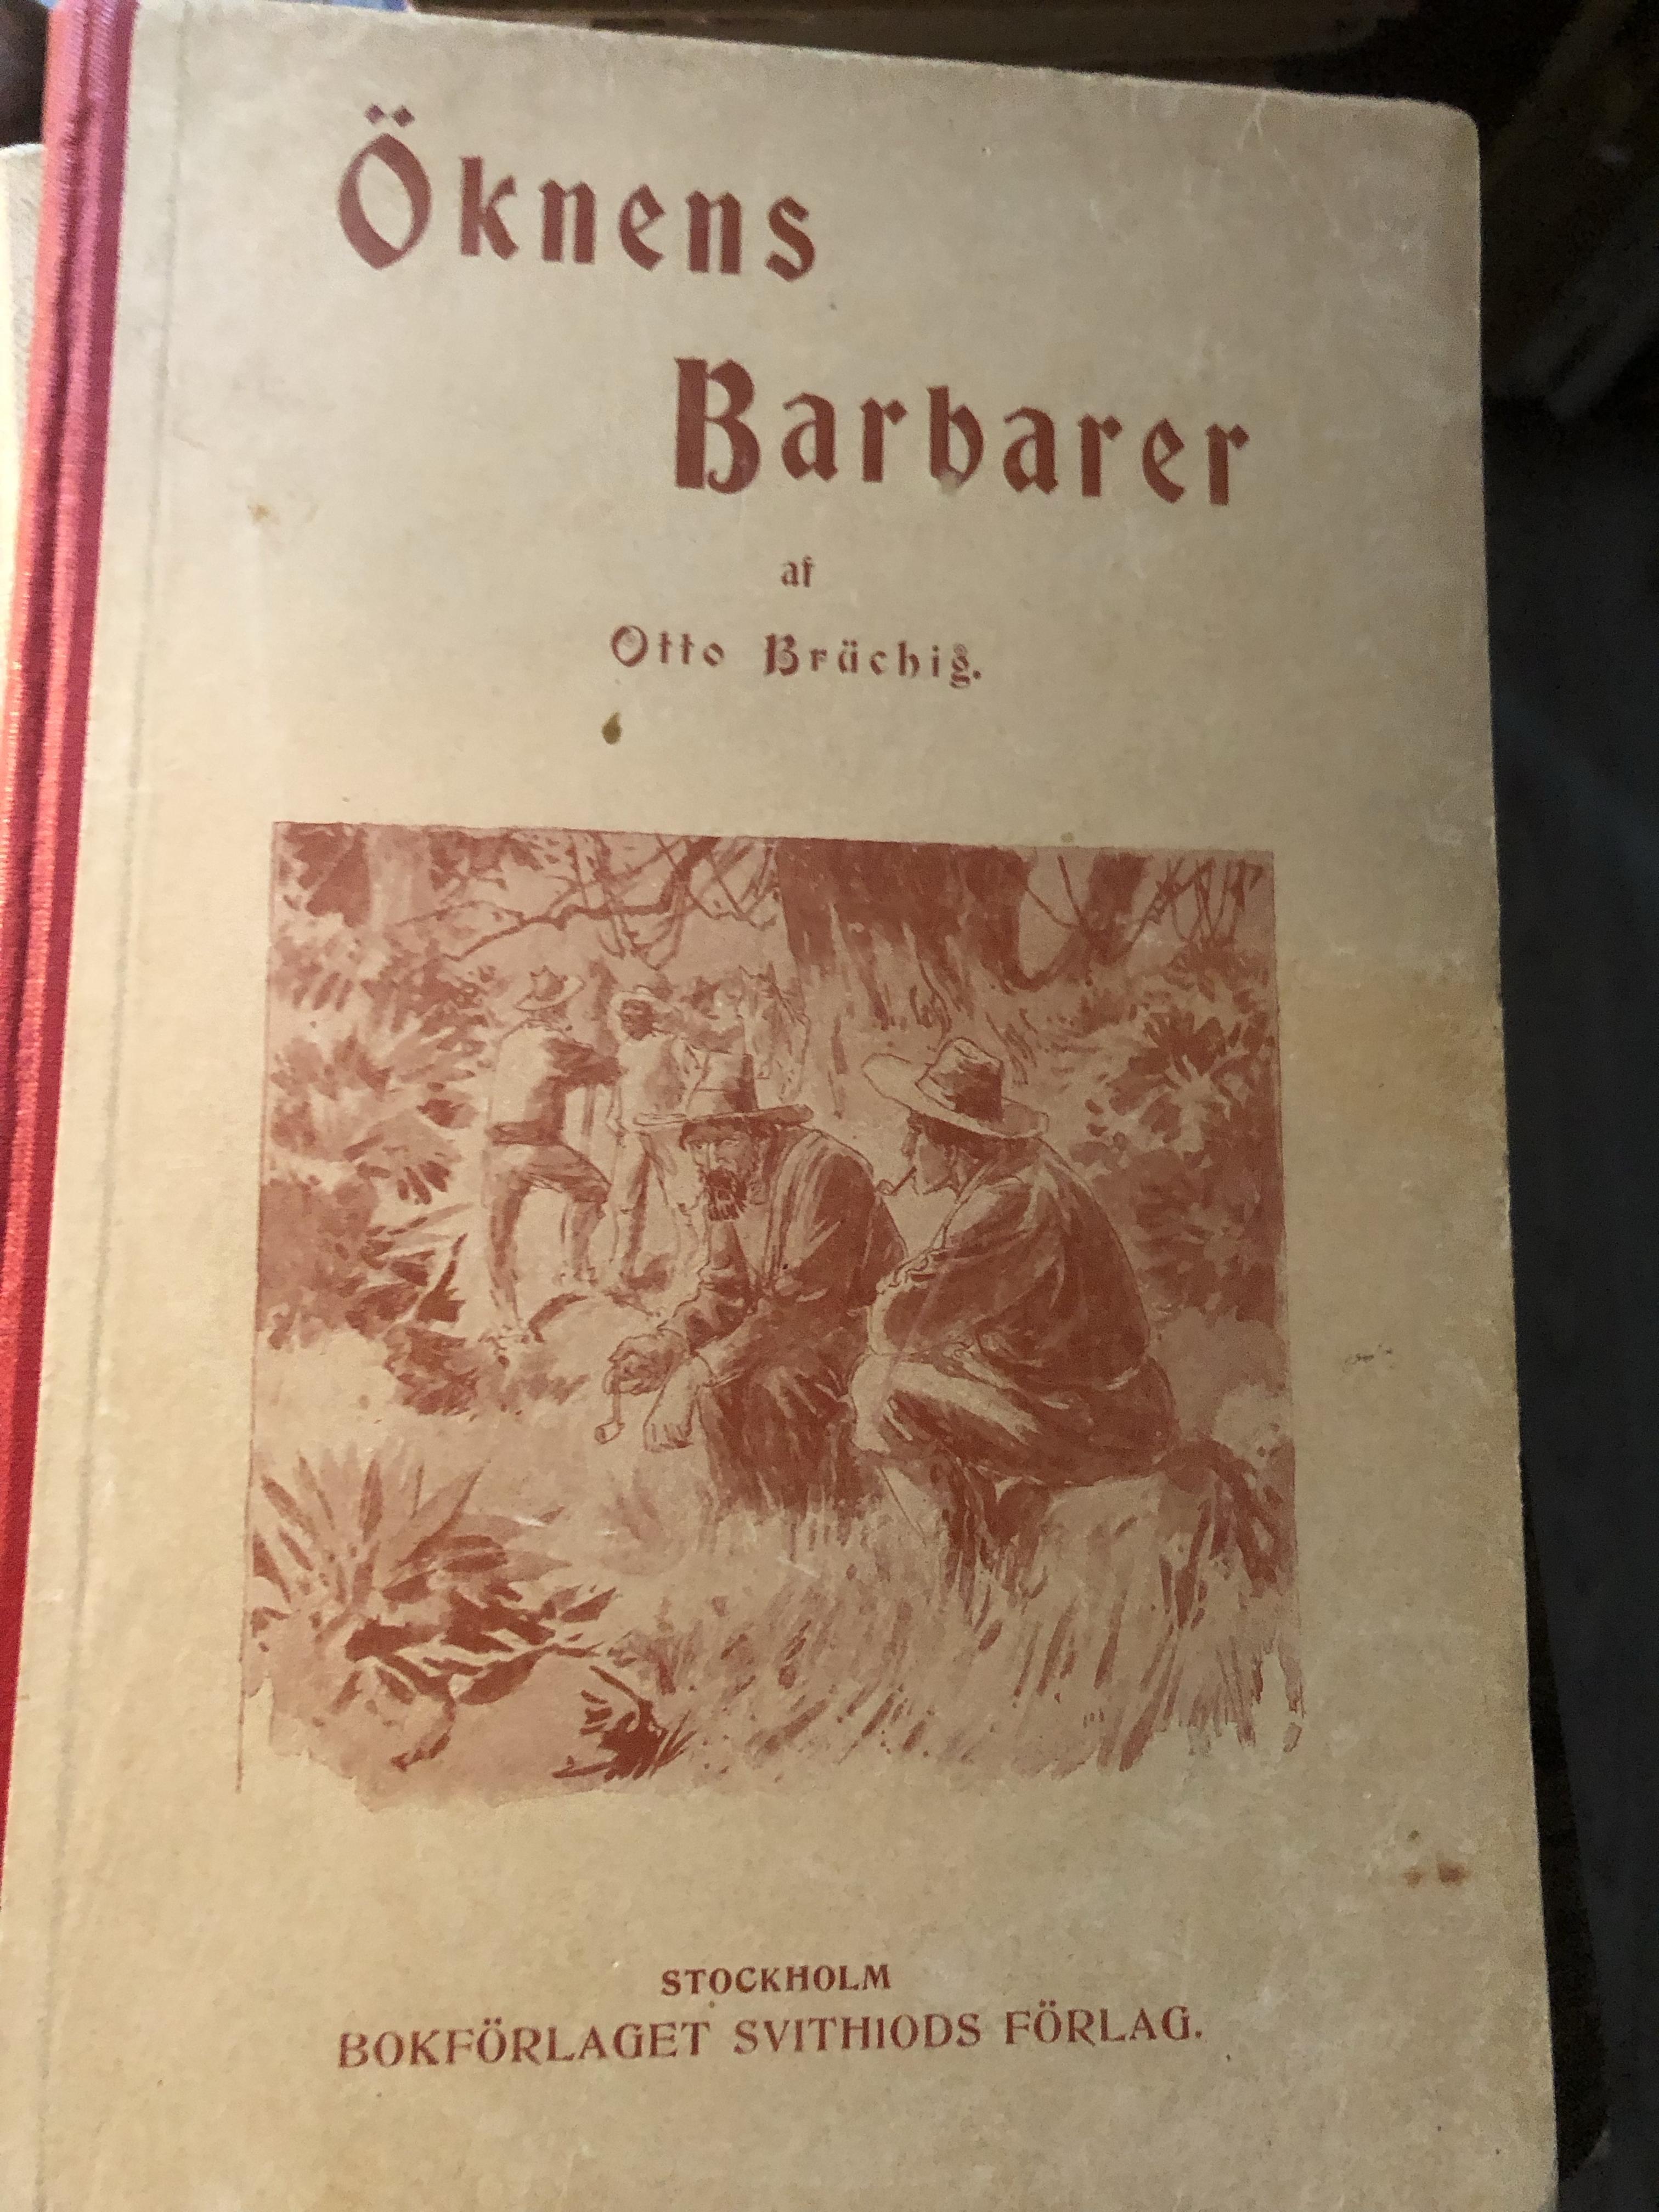 Öknens
Barbarer
af
Otto Brüchig.
STOCKHOLM
BOKFÖRLAGET SVITHIODS FÖRLAG.